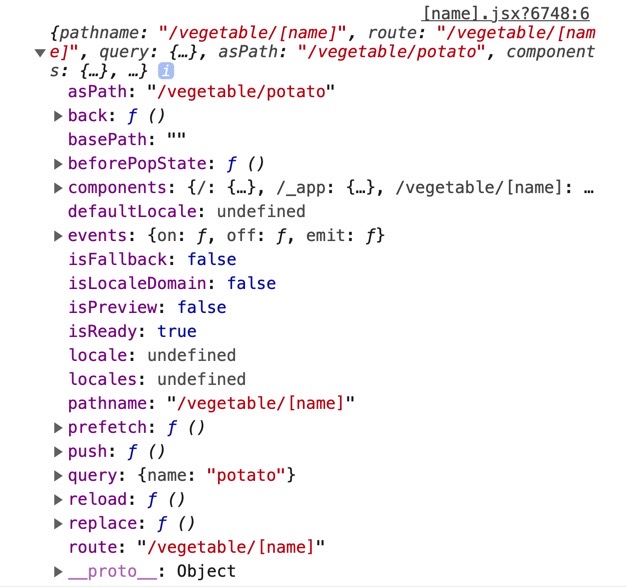 [name].jsx?6748:6
{pathname: "/vegetable/[name]", route: "/vegetable/[nam
e]", query: {…}, asPath: "/vegetable/potato", component
s: {…}, …} i
asPath: "/vegetable/potato"
back: ƒ ()
basePath: ""
beforePopState: ƒ ()
components: {/: {…}, /_app: {…}, /vegetable/[name]: …
defaultLocale: undefined
events: {on: ƒ, off: ƒ, emit: ƒ}
isFallback: false
isLocaleDomain: false
isPreview: false
isReady: true
locale: undefined
locales: undefined
pathname: "/vegetable/[name]"
prefetch: ƒ ()
push: ƒ ()
query: {name: "potato"}
reload: ƒ ()
replace: ƒ ()
route: "/vegetable/[name]"
__proto__: Object